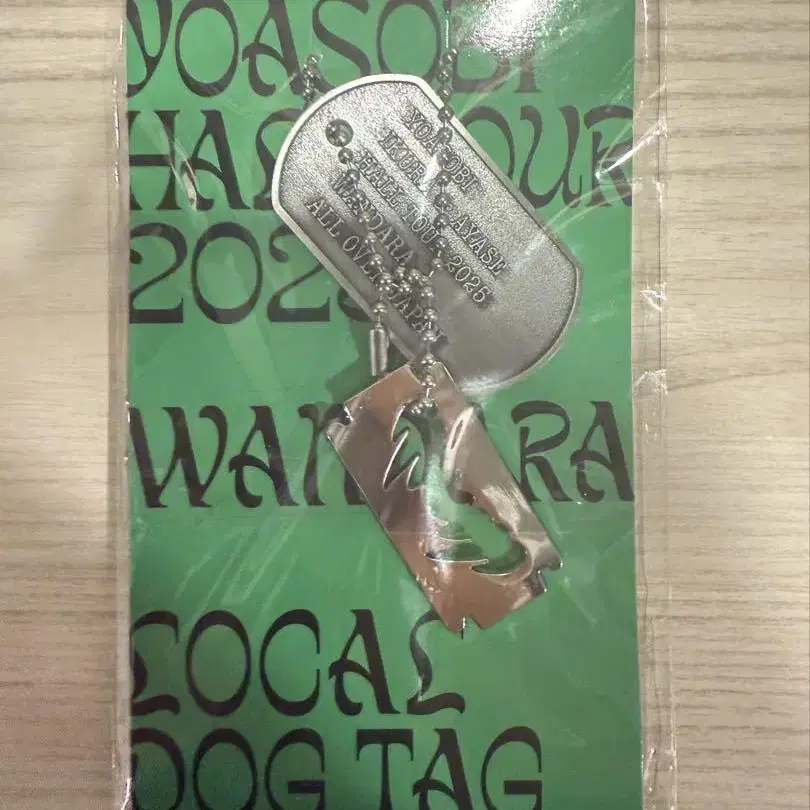 YOASOBI
HALL TOUR
2025
WANDARA
LOCAL
DOG TAG
YOASOBI
IKURA AYASE
HALL TOUR 2025
WANDARA
ALL OVER JAPAN